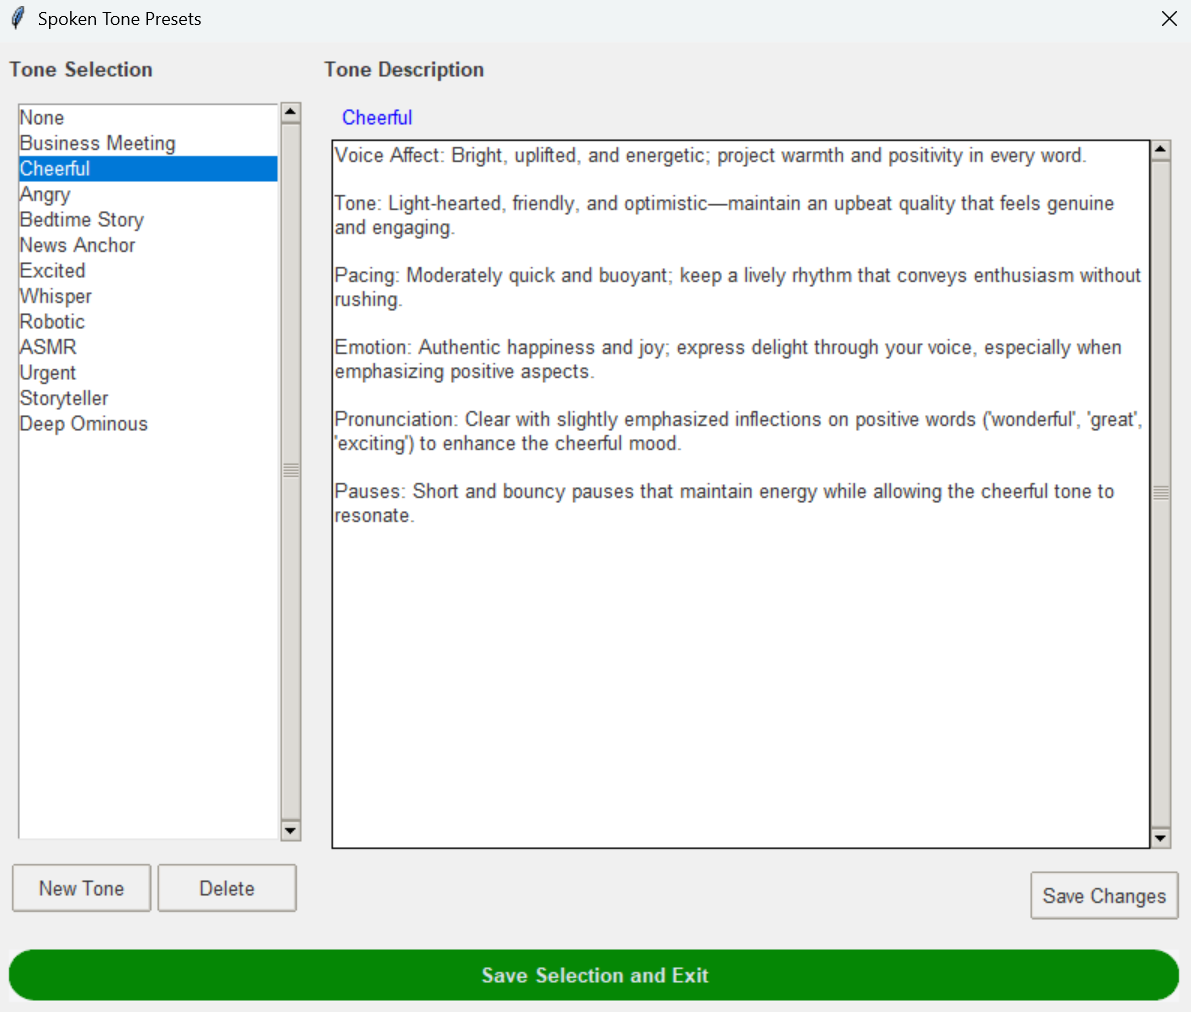 Spoken Tone Presets
Tone Selection
Tone Description
None
Business Meeting
Cheerful
Angry
Bedtime Story
News Anchor
Excited
Whisper
Robotic
ASMR
Urgent
Storyteller
Deep Ominous
Cheerful
Voice Affect: Bright, uplifted, and energetic; project warmth and positivity in every word.
Tone: Light-hearted, friendly, and optimistic—maintain an upbeat quality that feels genuine
and engaging.
Pacing: Moderately quick and buoyant; keep a lively rhythm that conveys enthusiasm without
rushing.
Emotion: Authentic happiness and joy; express delight through your voice, especially when
emphasizing positive aspects.
Pronunciation: Clear with slightly emphasized inflections on positive words ('wonderful', 'great',
'exciting') to enhance the cheerful mood.
Pauses: Short and bouncy pauses that maintain energy while allowing the cheerful tone to
resonate.
New Tone
Delete
Save Changes
Save Selection and Exit